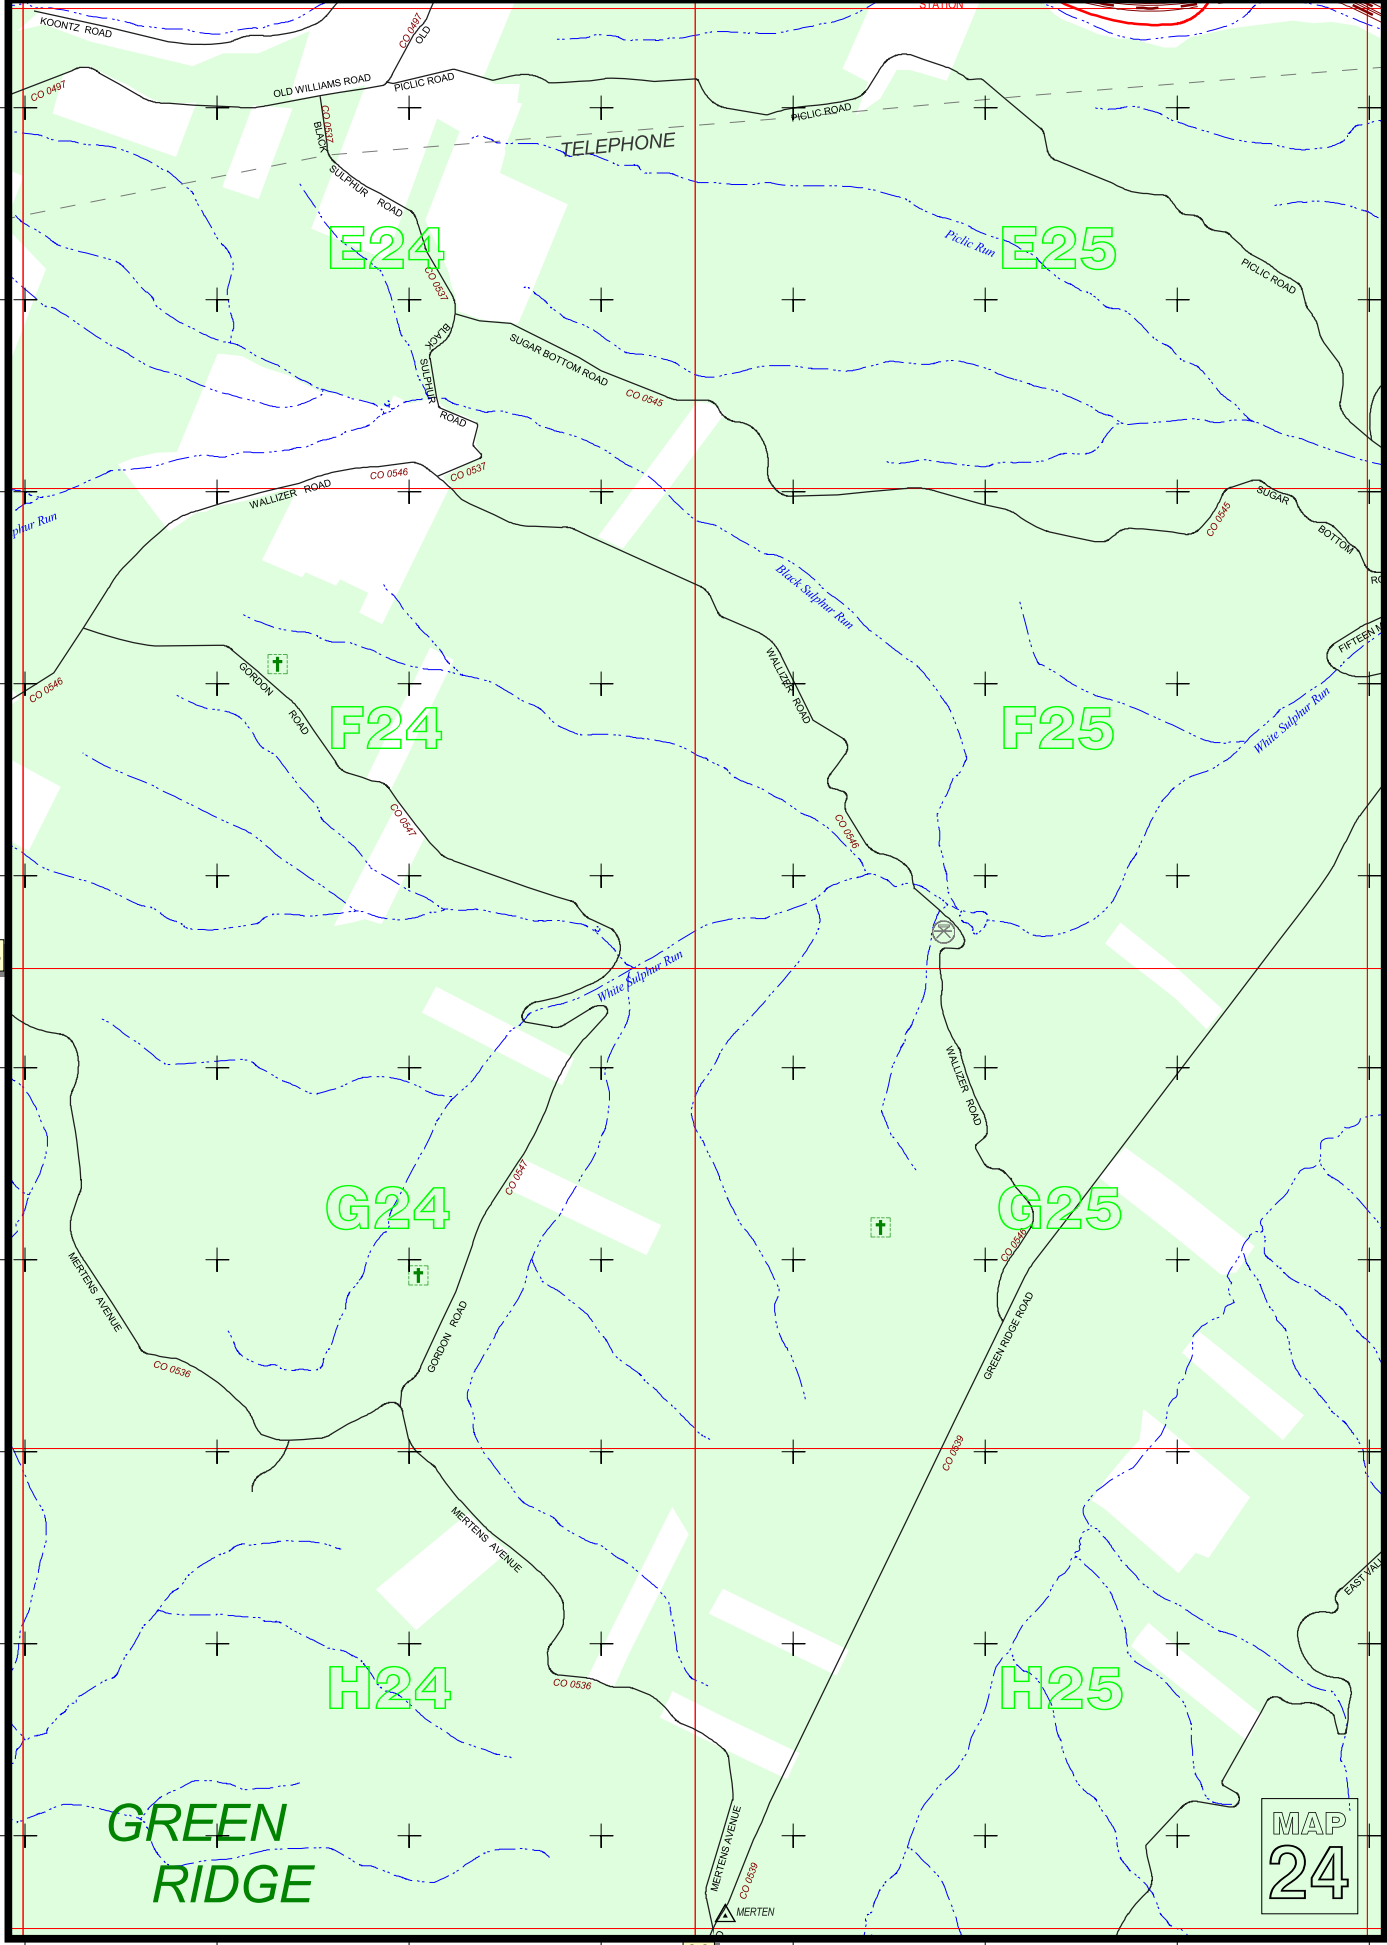 STATION
KOONTZ ROAD
CO 0497
OLD
CO 0497
OLD WILLIAMS ROAD
PICLIC ROAD
CO 0537
BLACK
SULPHUR ROAD
TELEPHONE
PICLIC ROAD
E24
E25
Piclic Run
PICLIC ROAD
CO 0537
BLACK
SULPHUR
ROAD
SUGAR BOTTOM ROAD
CO 0545
CO 0546
CO 0537
WALLIZER ROAD
phur Run
SUGAR
BOTTOM
RO
CO 0545
Black Sulphur Run
FIFTEEN M
GORDON
ROAD
CO 0546
WALLIZER ROAD
F24
F25
White Sulphur Run
CO 0547
CO 0546
White Sulphur Run
WALLIZER ROAD
CO 0547
G24
G25
MERTENS AVENUE
CO 0546
GORDON ROAD
GREEN RIDGE ROAD
CO 0536
CO 0539
MERTENS AVENUE
EAST VAL
CO 0536
H24
H25
GREEN
RIDGE
MERTENS AVENUE
CO 0539
MERTEN
MAP
24